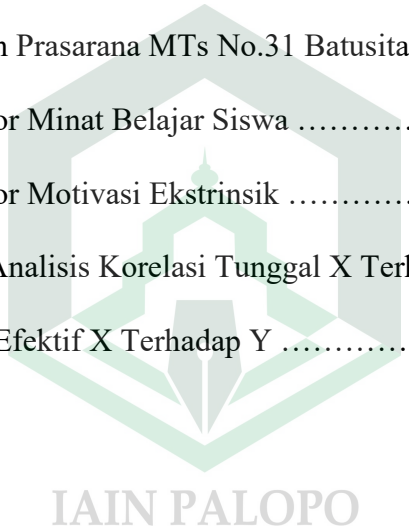 n Prasarana MTs No.31 Batusita
or Minat Belajar Siswa ............
or Motivasi Ekstrinsik ............
Analisis Korelasi Tunggal X Terh
Efektif X Terhadap Y ............
IAIN PALOPO